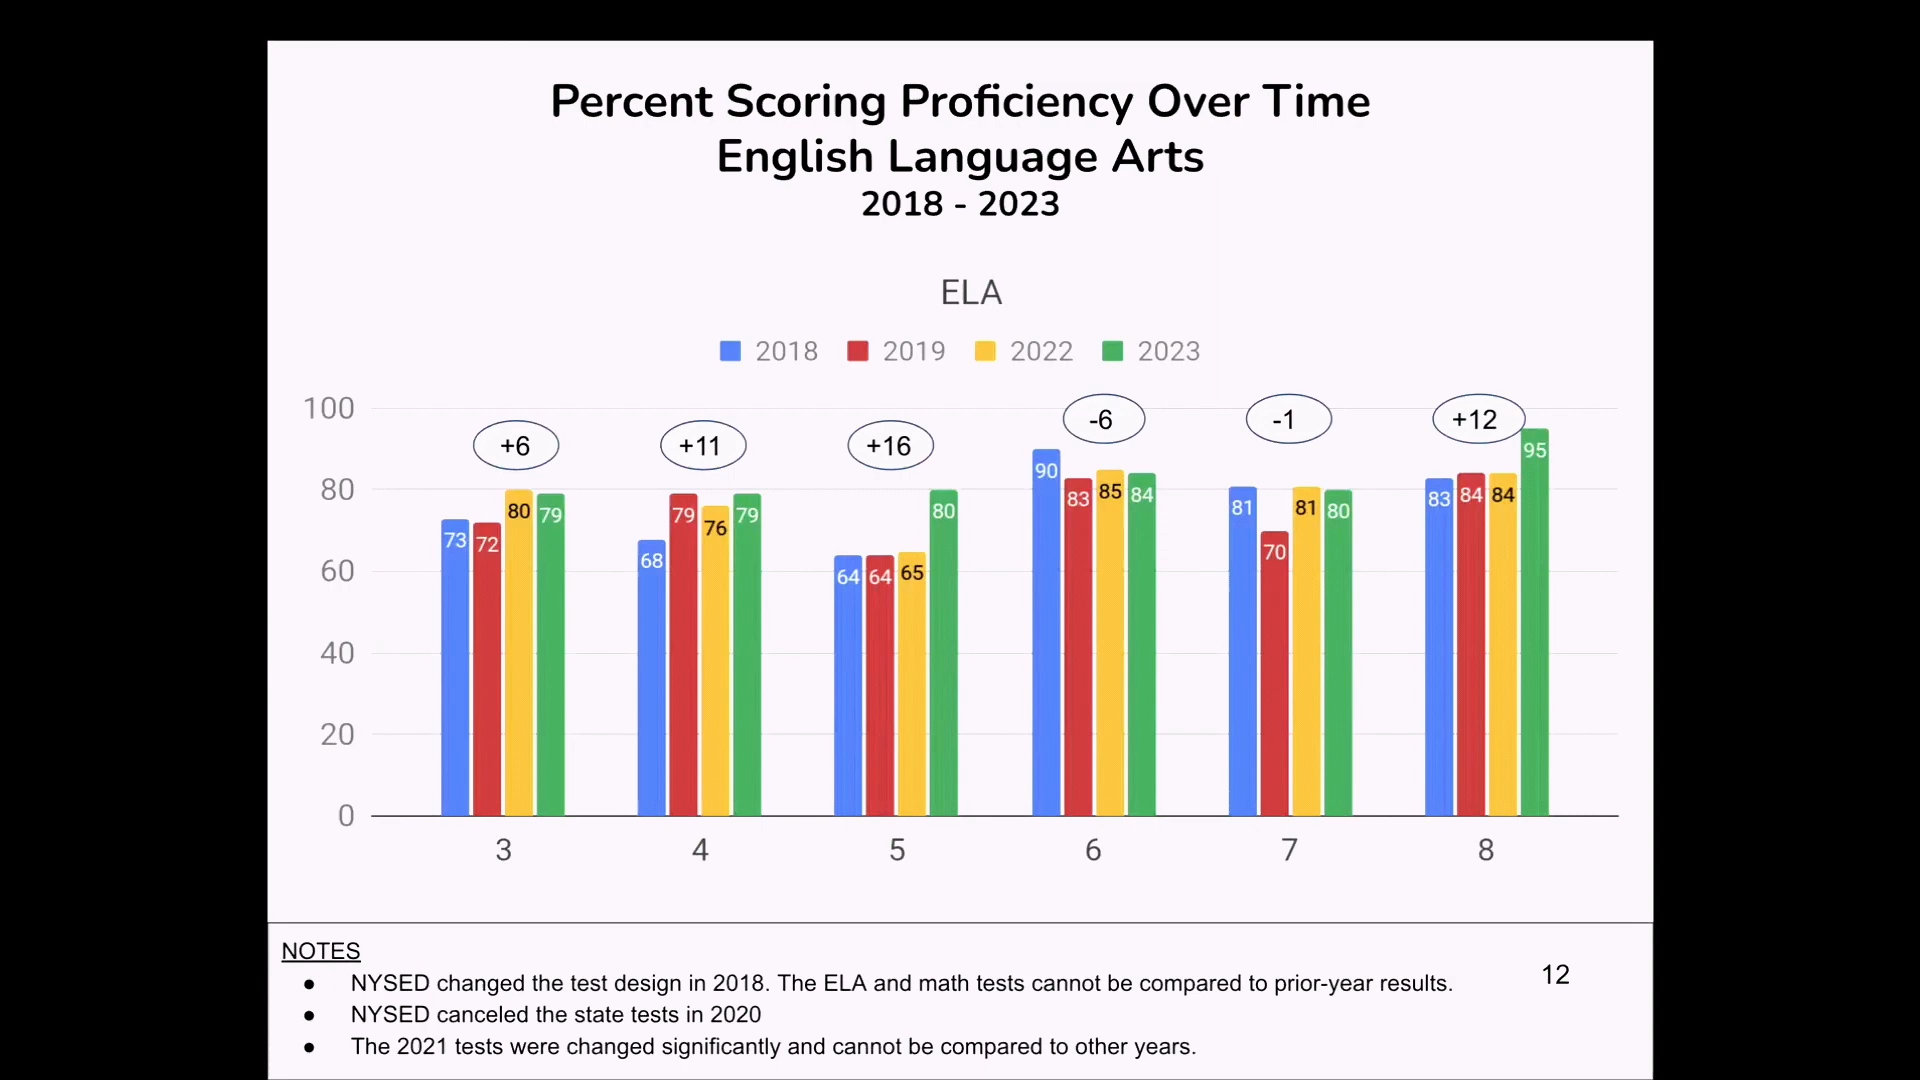 Percent Scoring Proficiency Over Time
English Language Arts
2018 - 2023
ELA
2018 2019 2022 2023
100
80
60
40
20
0
+6 +11 +16 -6 -1 +12
73 72 80 79
68 79 76 79
64 64 65 80
90 83 85 84
81 70 81 80
83 84 84 95
3 4 5 6 7 8
NOTES
● NYSED changed the test design in 2018. The ELA and math tests cannot be compared to prior-year results.
● NYSED canceled the state tests in 2020
● The 2021 tests were changed significantly and cannot be compared to other years.
12